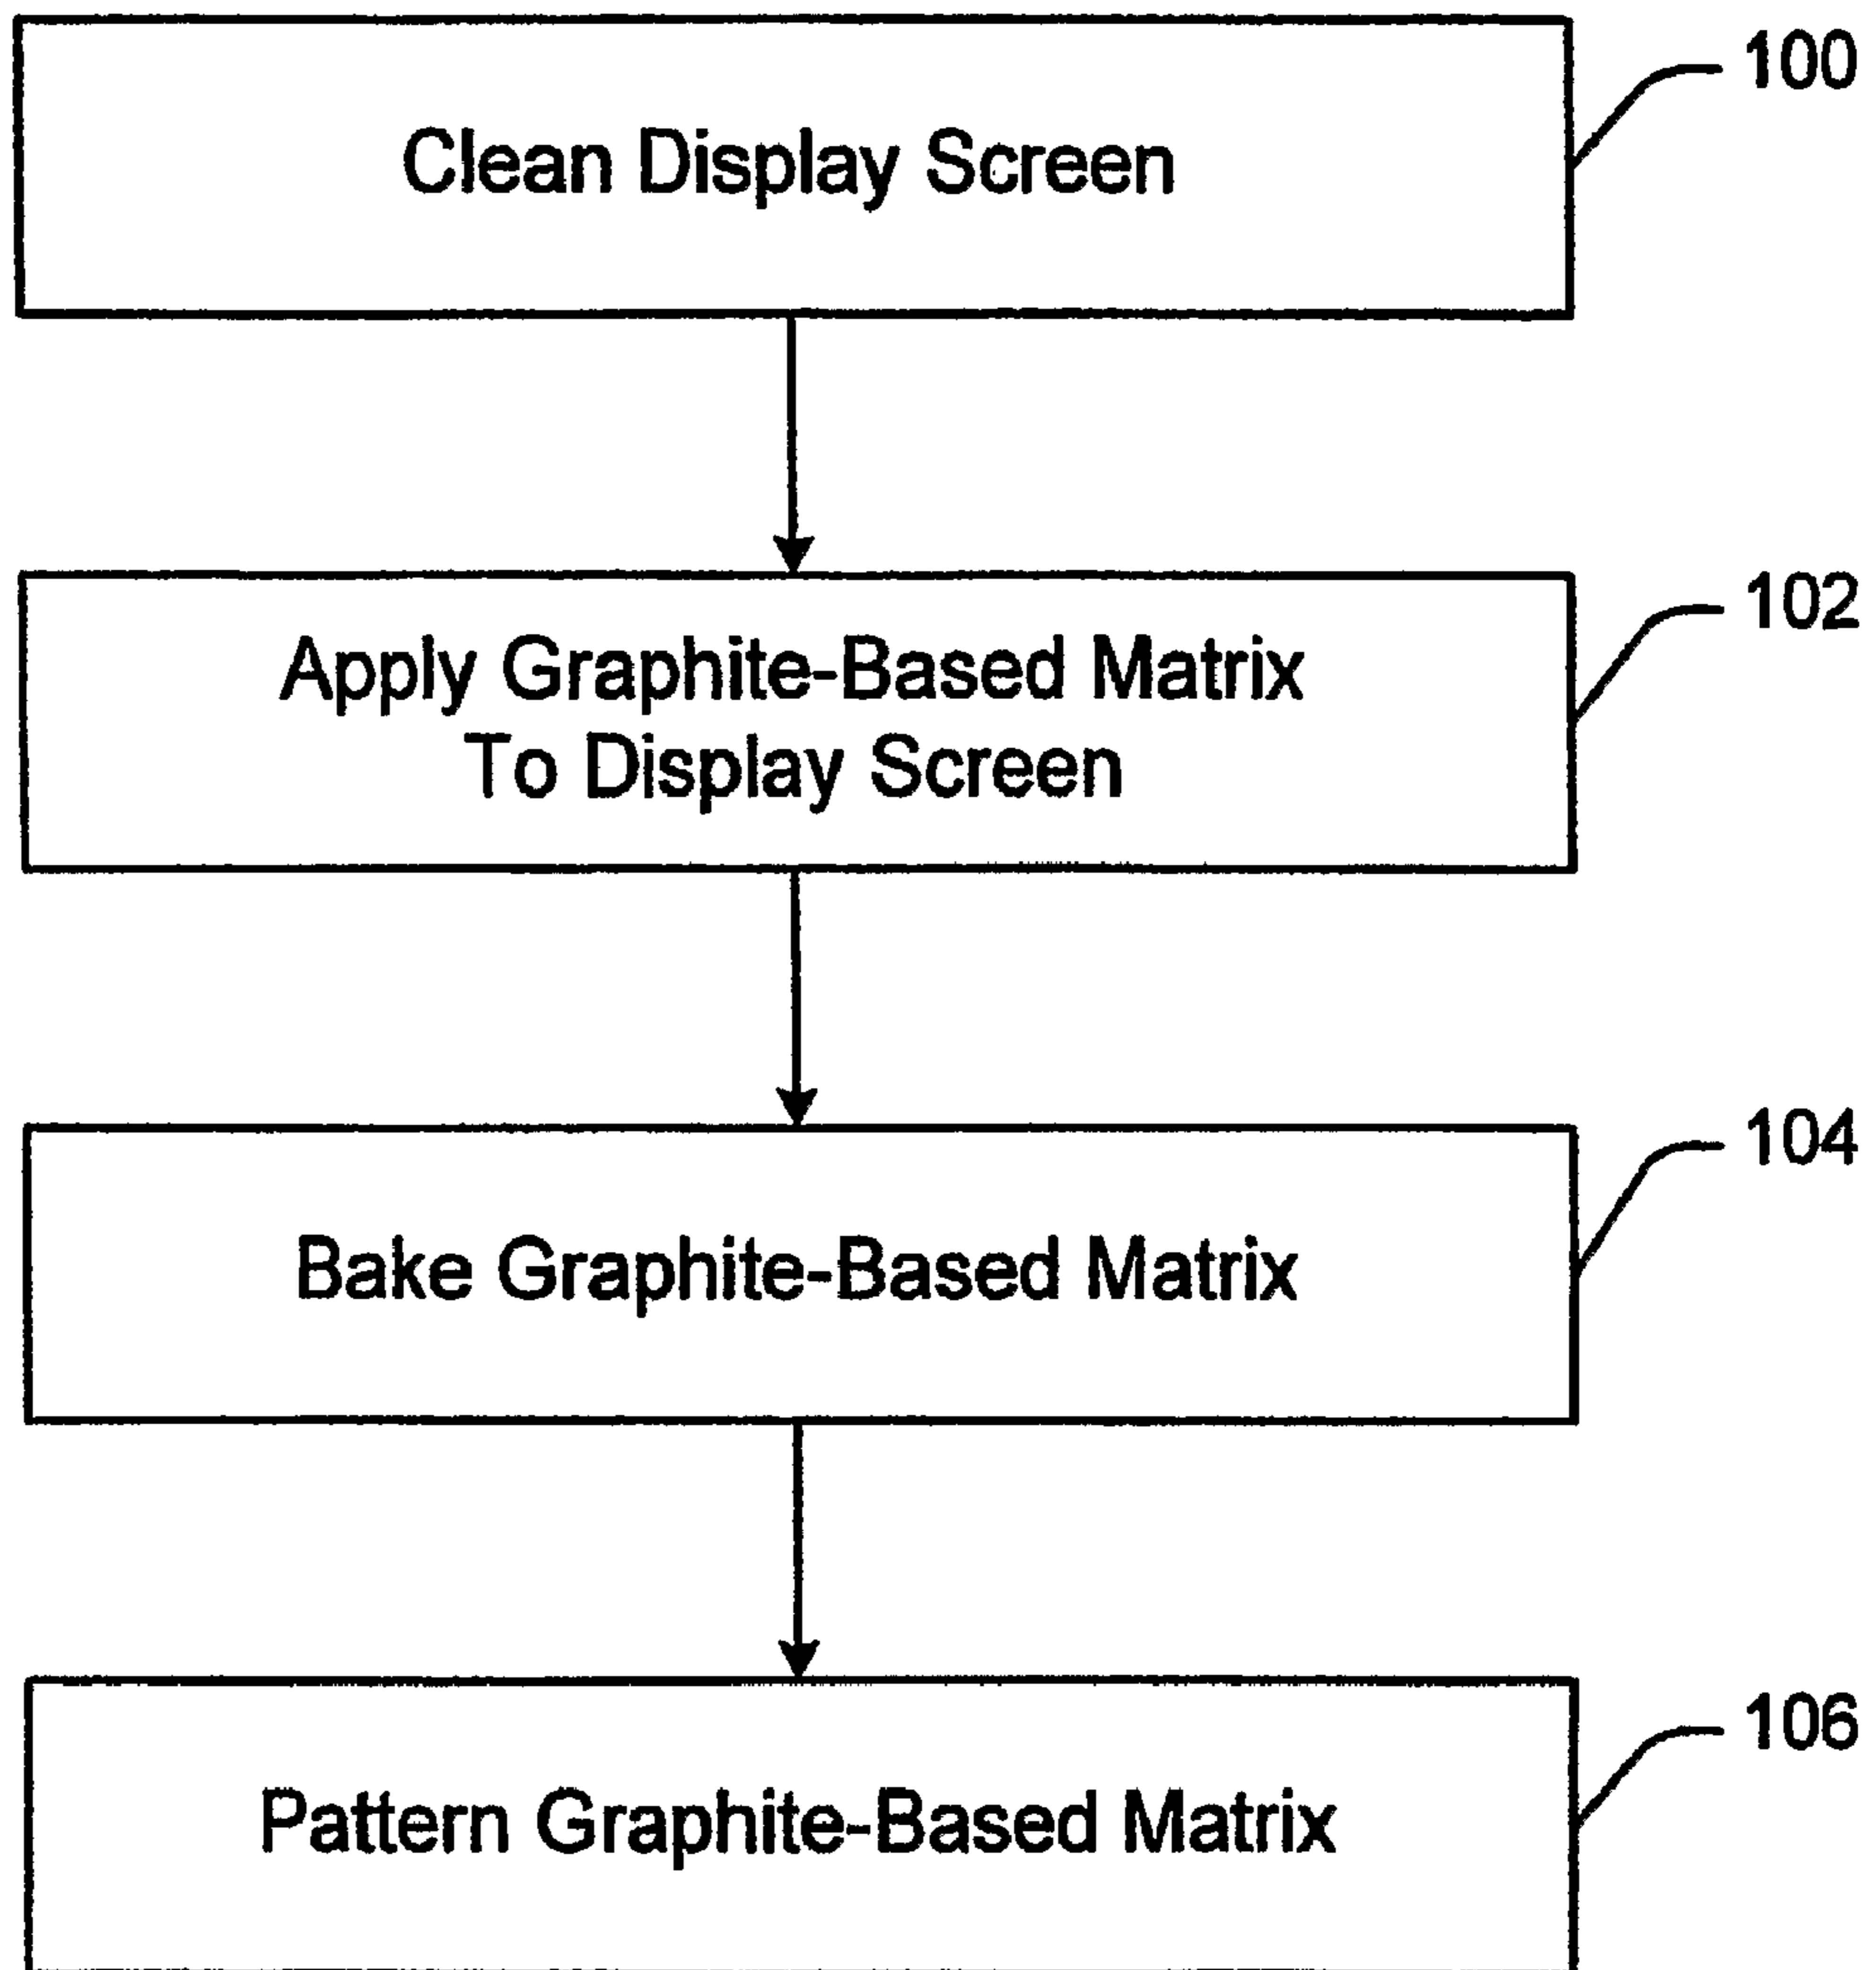 100
Clean Display Screen
102
Apply Graphite-Based Matrix
To Display Screen
104
Bake Graphite-Based Matrix
106
Pattern Graphite-Based Matrix